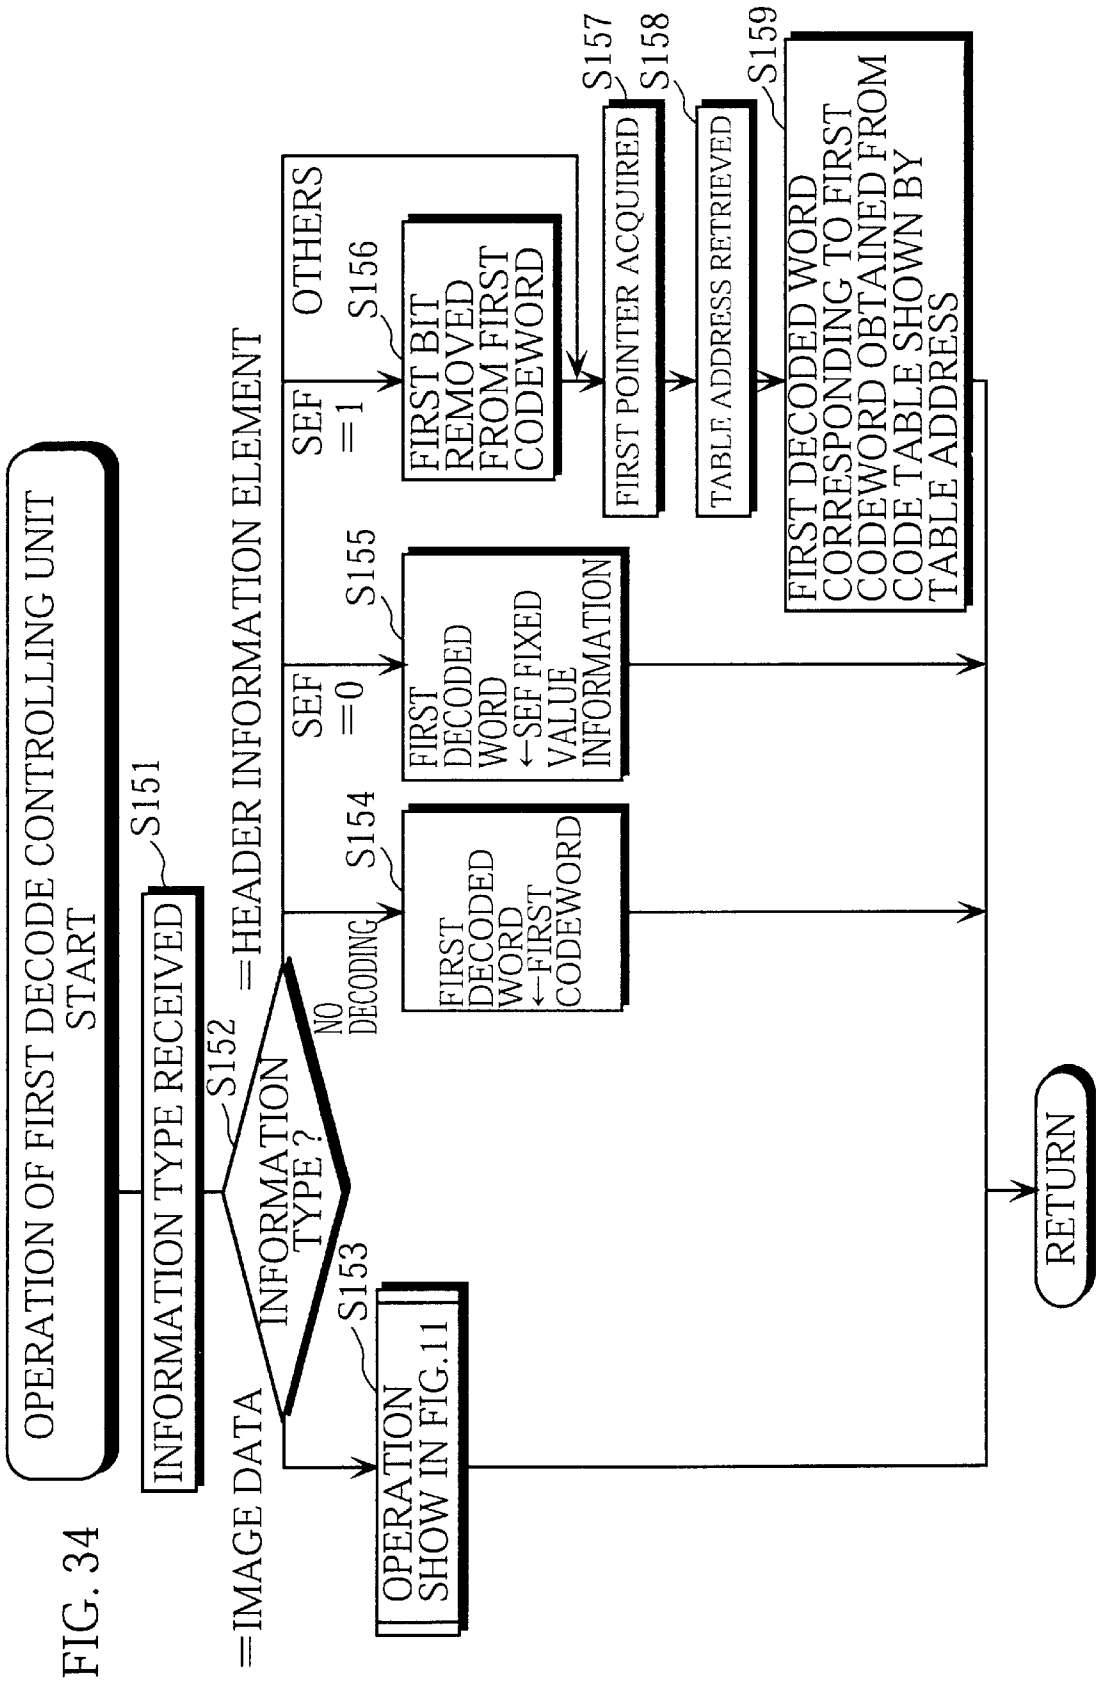 FIG. 34
OPERATION OF FIRST DECODE CONTROLLING UNIT
START
S151
INFORMATION TYPE RECEIVED
S152
INFORMATION
TYPE ?
=IMAGE DATA
=HEADER INFORMATION ELEMENT
S153
OPERATION
SHOW IN FIG.11
NO
DECODING
S154
FIRST
DECODED
WORD
←FIRST
CODEWORD
SEF
=0
S155
FIRST
DECODED
WORD
←SEF FIXED
VALUE
INFORMATION
SEF
=1
S156
FIRST BIT
REMOVED
FROM FIRST
CODEWORD
OTHERS
S157
FIRST POINTER ACQUIRED
S158
TABLE ADDRESS RETRIEVED
S159
FIRST DECODED WORD
CORRESPONDING TO FIRST
CODEWORD OBTAINED FROM
CODE TABLE SHOWN BY
TABLE ADDRESS
RETURN